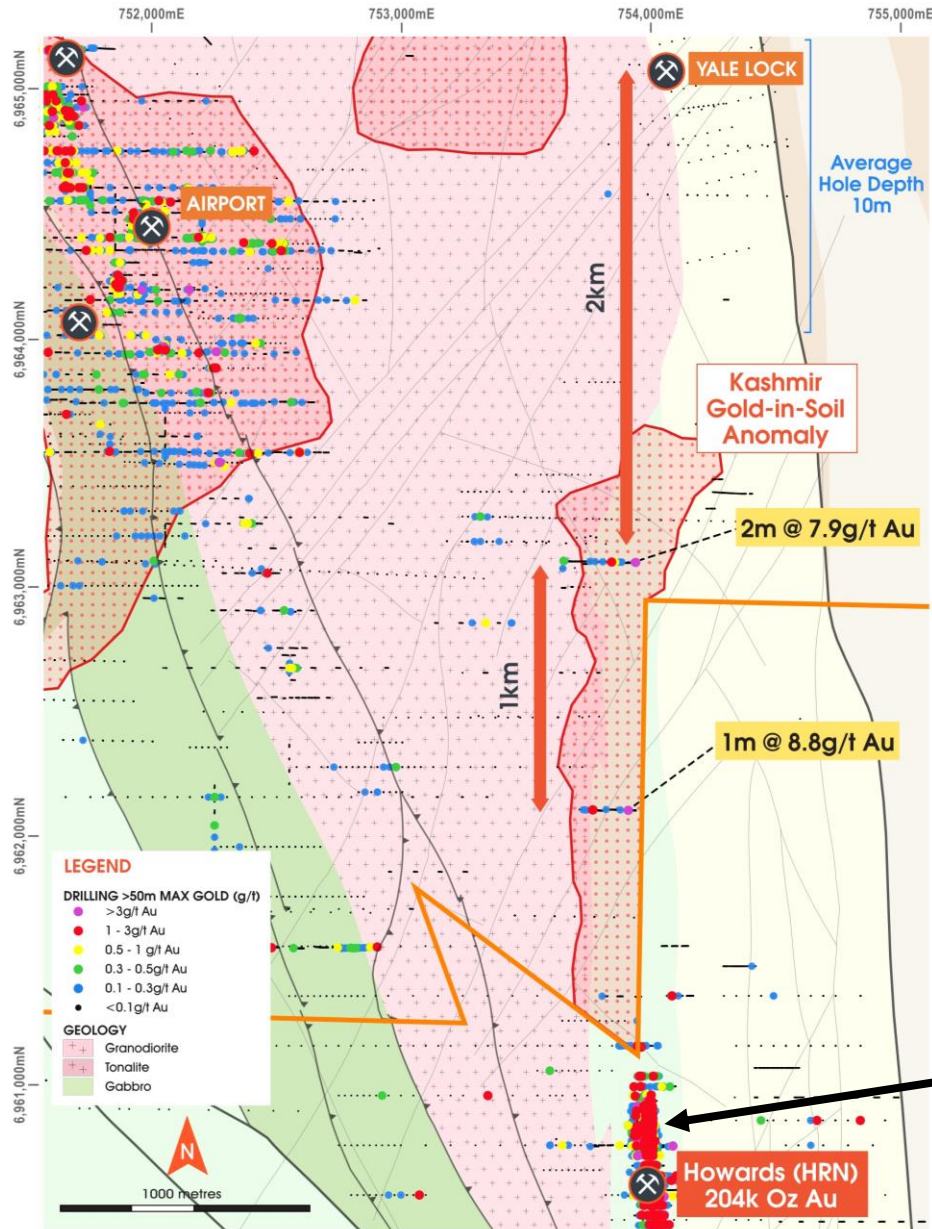 752,000mE
753,000mE
754,000mE
755,000mE
6,965,000mN
6,964,000mN
6,963,000mN
6,962,000mN
6,961,000mN
YALE LOCK
AIRPORT
Average
Hole Depth
10m
2km
Kashmir
Gold-in-Soil
Anomaly
2m @ 7.9g/t Au
1km
1m @ 8.8g/t Au
LEGEND
DRILLING >50m MAX GOLD (g/t)
>3g/t Au
1 - 3g/t Au
0.5 - 1 g/t Au
0.3 - 0.5g/t Au
0.1 - 0.3g/t Au
<0.1g/t Au
GEOLOGY
Granodiorite
Tonalite
Gabbro
N
1000 metres
Howards (HRN)
204k Oz Au